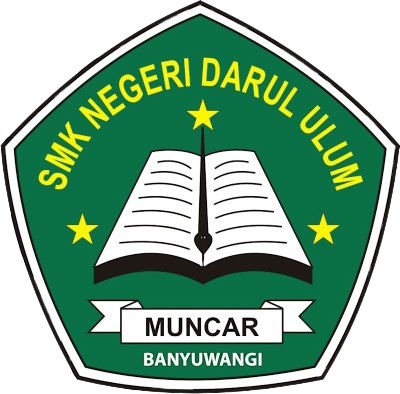 SMK NEGERI DARUL ULUM
MUNCAR
BANYUWANGI